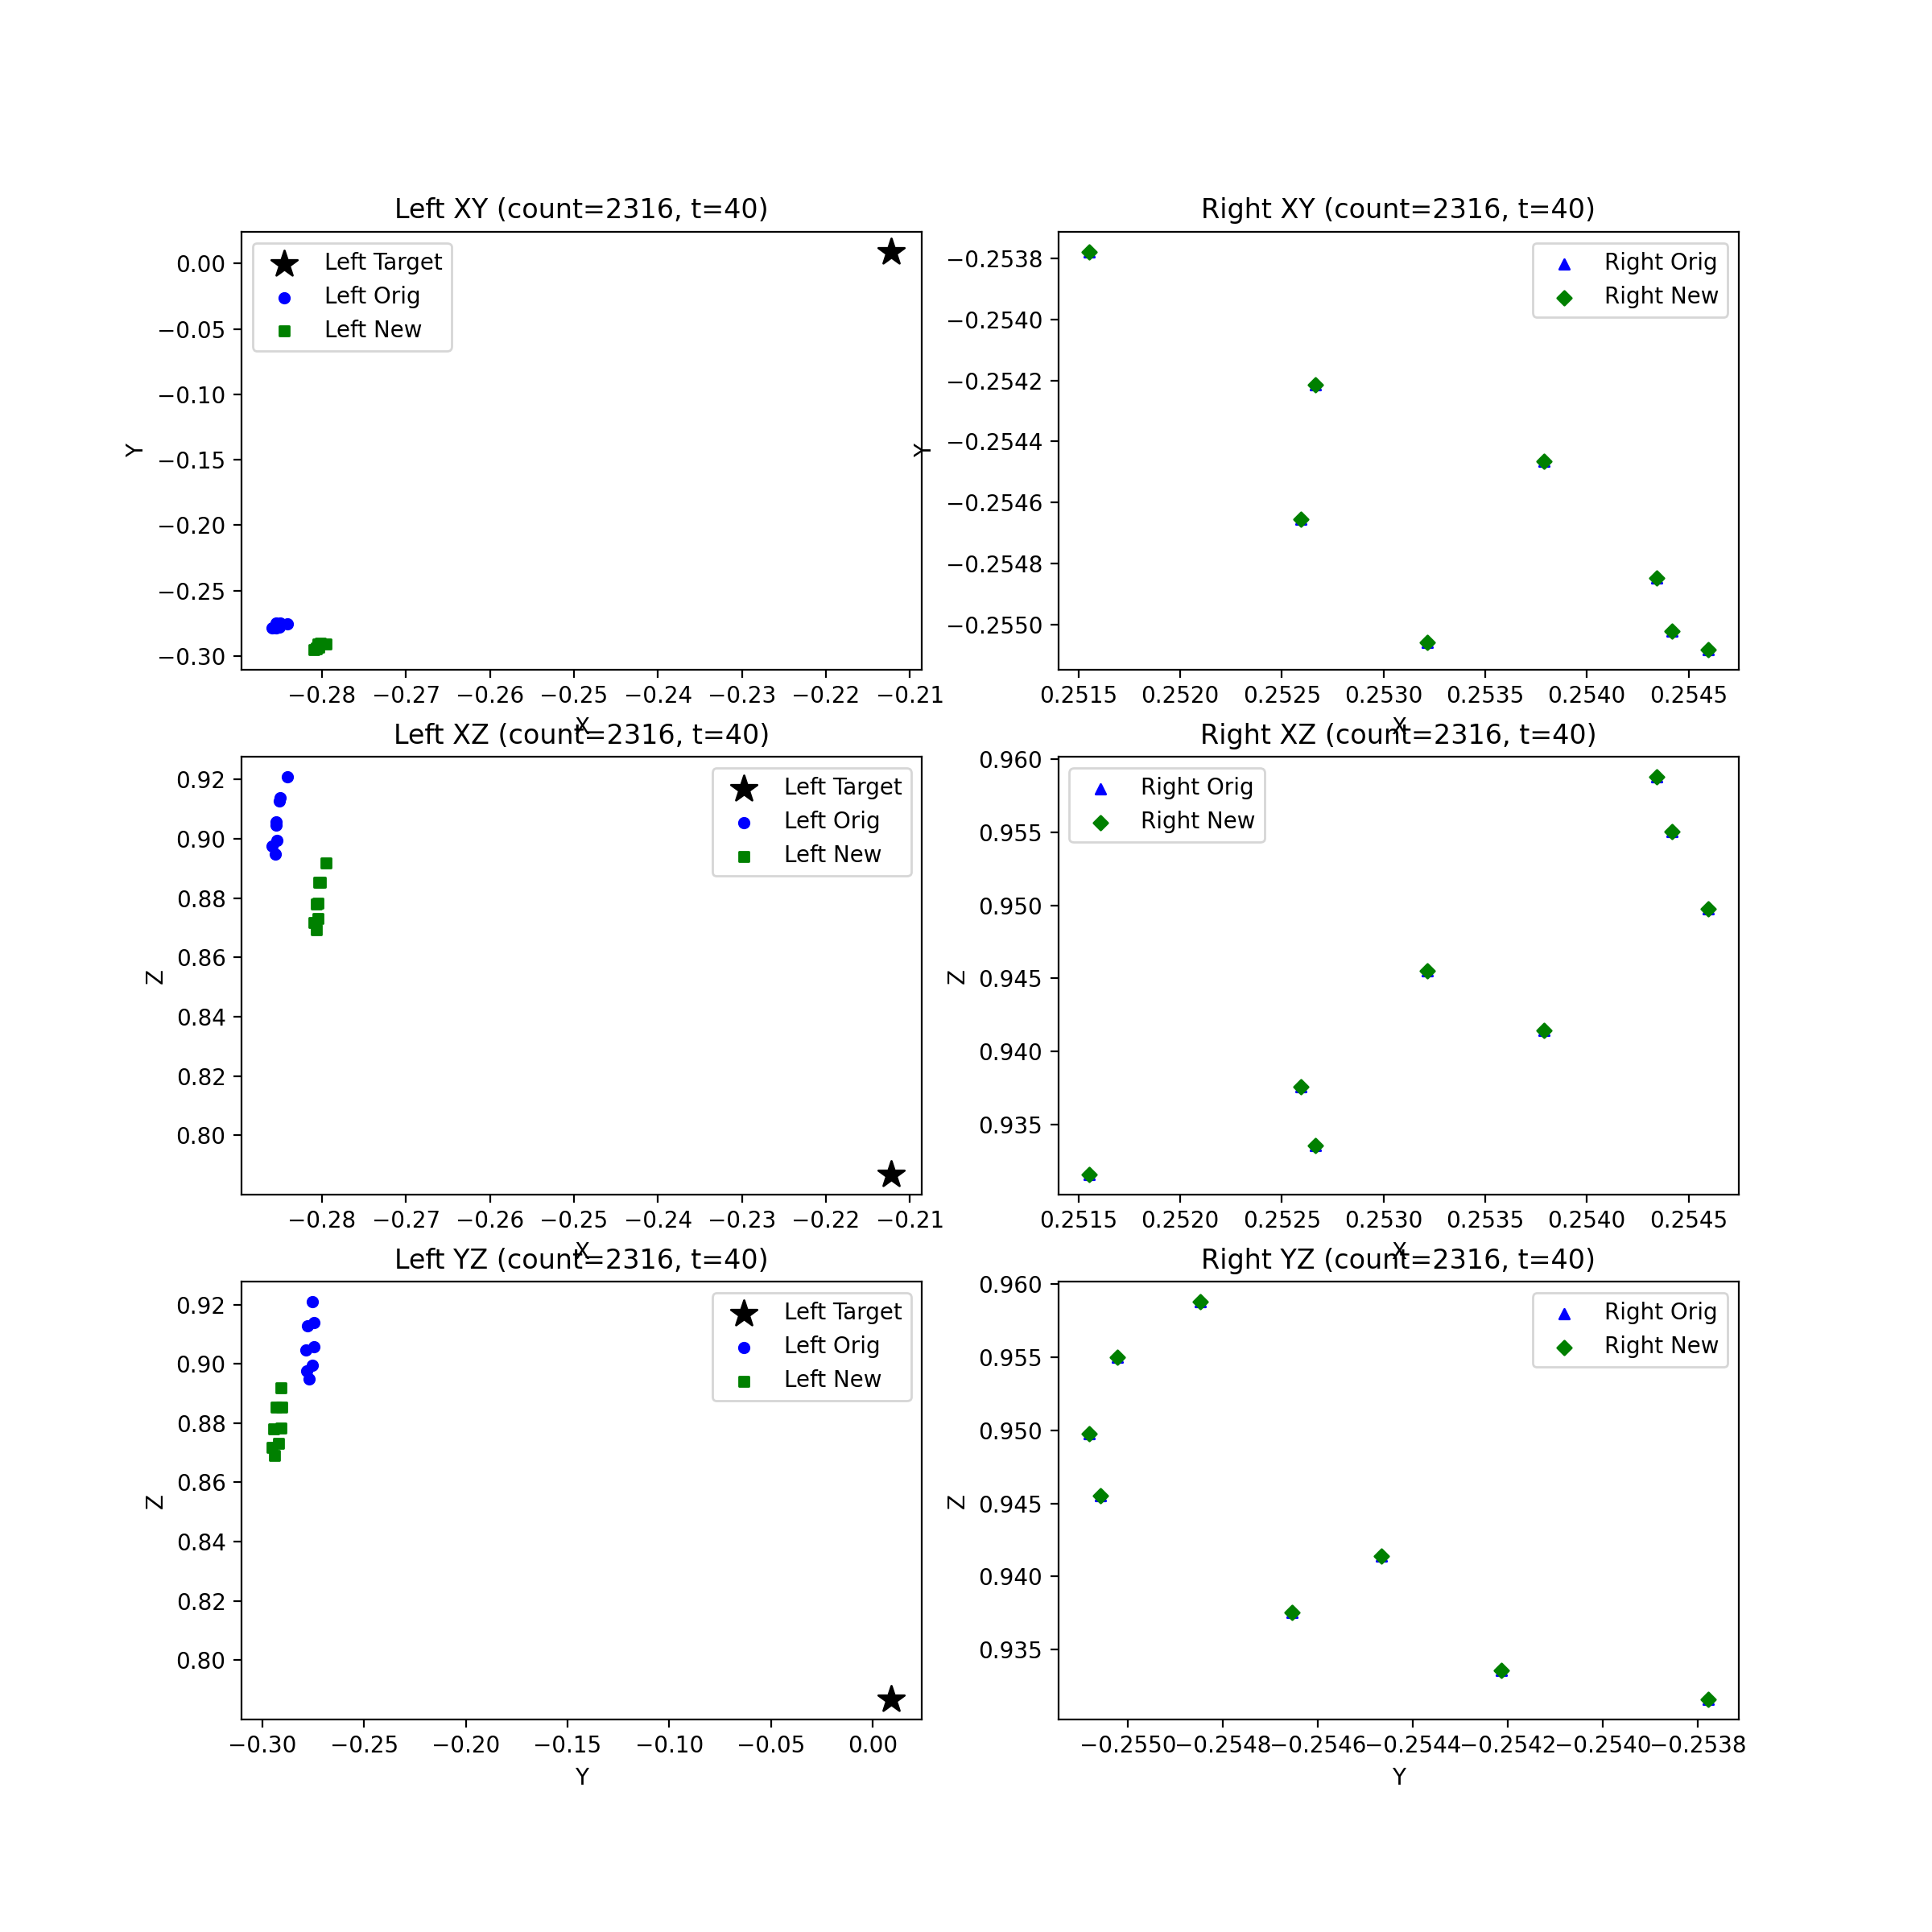 Left XY (count=2316, t=40)
Left Target
Left Orig
Left New
0.00
−0.05
−0.10
−0.15
−0.20
−0.25
−0.30
Y
−0.28 −0.27 −0.26 −0.25 −0.24 −0.23 −0.22 −0.21
X
Right XY (count=2316, t=40)
Right Orig
Right New
−0.2538
−0.2540
−0.2542
−0.2544
−0.2546
−0.2548
−0.2550
Y
0.2515 0.2520 0.2525 0.2530 0.2535 0.2540 0.2545
X
Left XZ (count=2316, t=40)
Left Target
Left Orig
Left New
0.92
0.90
0.88
0.86
0.84
0.82
0.80
Z
−0.28 −0.27 −0.26 −0.25 −0.24 −0.23 −0.22 −0.21
X
Right XZ (count=2316, t=40)
Right Orig
Right New
0.960
0.955
0.950
0.945
0.940
0.935
Z
0.2515 0.2520 0.2525 0.2530 0.2535 0.2540 0.2545
X
Left YZ (count=2316, t=40)
Left Target
Left Orig
Left New
0.92
0.90
0.88
0.86
0.84
0.82
0.80
Z
−0.30 −0.25 −0.20 −0.15 −0.10 −0.05 0.00
Y
Right YZ (count=2316, t=40)
Right Orig
Right New
0.960
0.955
0.950
0.945
0.940
0.935
Z
−0.2550 −0.2548 −0.2546 −0.2544 −0.2542 −0.2540 −0.2538
Y